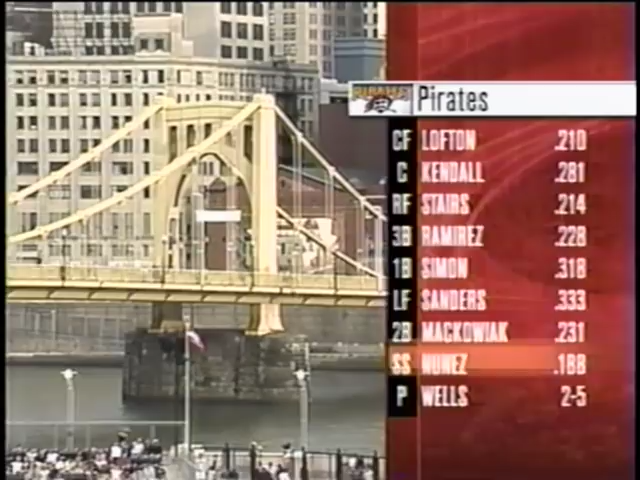 PIRATES
Pirates
CF LOFTON .210
C KENDALL .281
RF STAIRS .214
3B RAMIREZ .228
1B SIMON .318
LF SANDERS .333
2B MACKOWIAK .231
SS NUNEZ .188
P WELLS 2-5